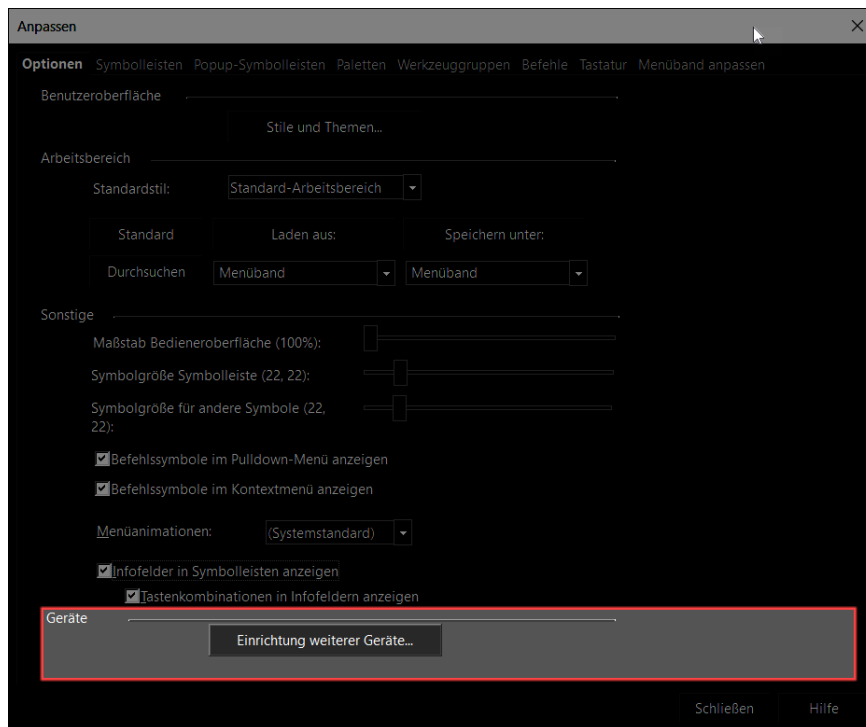 Anpassen
Optionen Symbolleisten Popup-Symbolleisten Paletten Werkzeuggruppen Befehle Tastatur Menüband anpassen
Benutzeroberfläche
Stile und Themen...
Arbeitsbereich
Standardstil: Standard-Arbeitsbereich
Standard Laden aus: Speichern unter:
Durchsuchen Menüband Menüband
Sonstige
Maßstab Bedieneroberfläche (100%):
Symbolgröße Symbolleiste (22, 22):
Symbolgröße für andere Symbole (22,
22):
Befehlssymbole im Pulldown-Menü anzeigen
Befehlssymbole im Kontextmenü anzeigen
Menüanimationen: (Systemstandard)
Infofelder in Symbolleisten anzeigen
Tastenkombinationen in Infofeldern anzeigen
Geräte
Einrichtung weiterer Geräte...
Schließen Hilfe